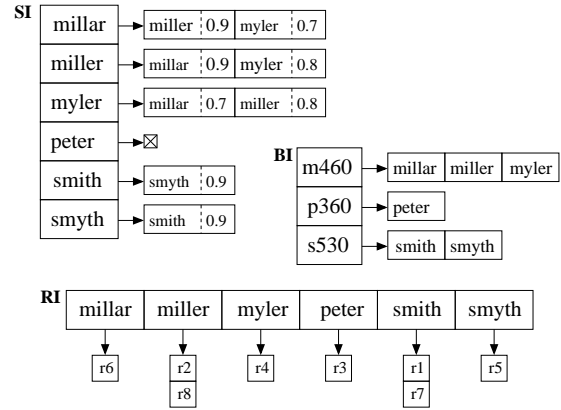 SI
millar miller 0.9 myler 0.7
miller millar 0.9 myler 0.8
myler millar 0.7 miller 0.8
peter
smith smyth 0.9
smyth smith 0.9
BI
m460 millar miller myler
p360 peter
s530 smith smyth
RI millar miller myler peter smith smyth
r6 r2 r4 r3 r1 r5
r8 r7